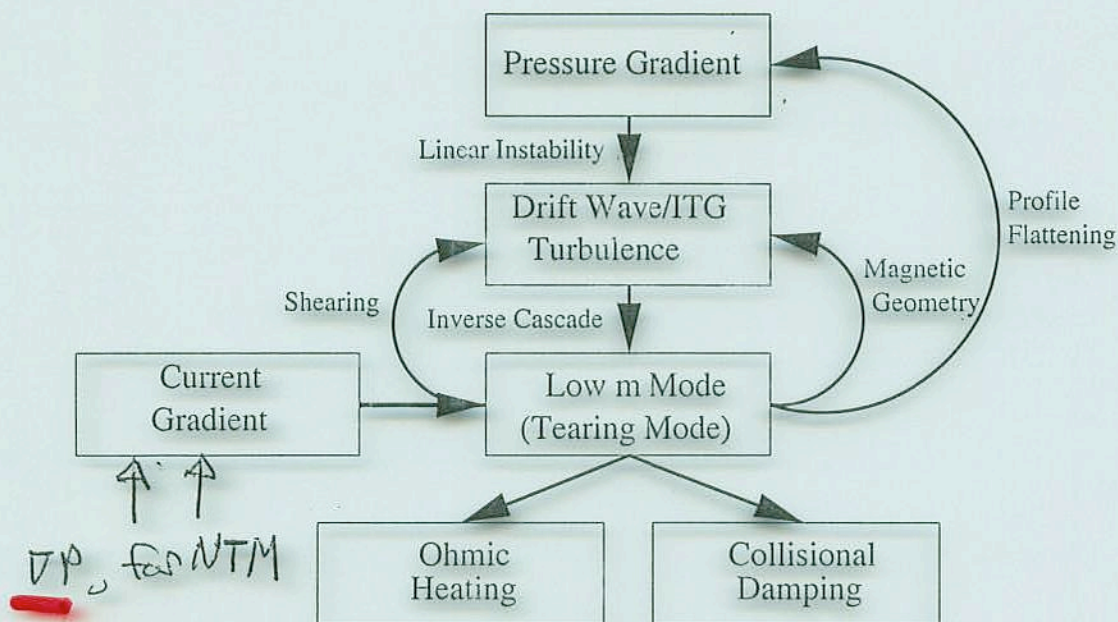 Pressure Gradient
Linear Instability
Drift Wave/ITG
Turbulence
Profile
Flattening
Magnetic
Geometry
Shearing
Inverse Cascade
Current
Gradient
Low m Mode
(Tearing Mode)
∇P, for NTM
Ohmic
Heating
Collisional
Damping